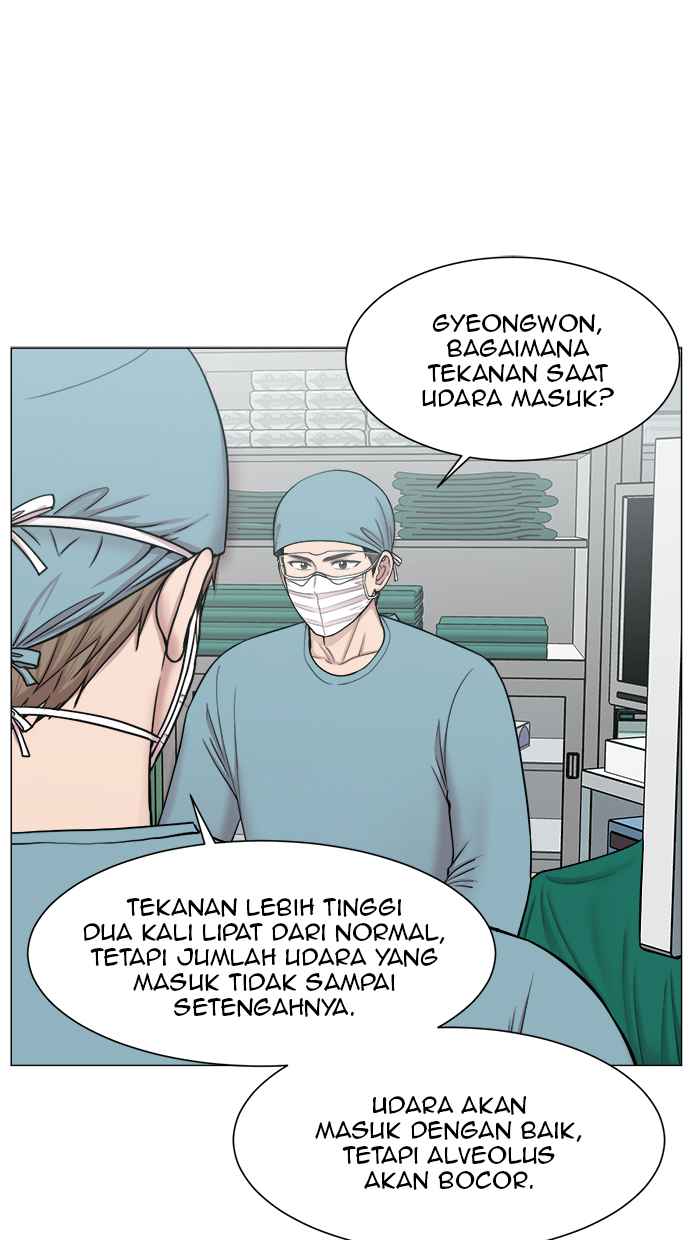 GYEONGWON,
BAGAIMANA
TEKANAN SAAT
UDARA MASUK?
TEKANAN LEBIH TINGGI
DUA KALI LIPAT DARI NORMAL,
TETAPI JUMLAH UDARA YANG
MASUK TIDAK SAMPAI
SETENGAHNYA.
UDARA AKAN
MASUK DENGAN BAIK,
TETAPI ALVEOLUS
AKAN BOCOR.